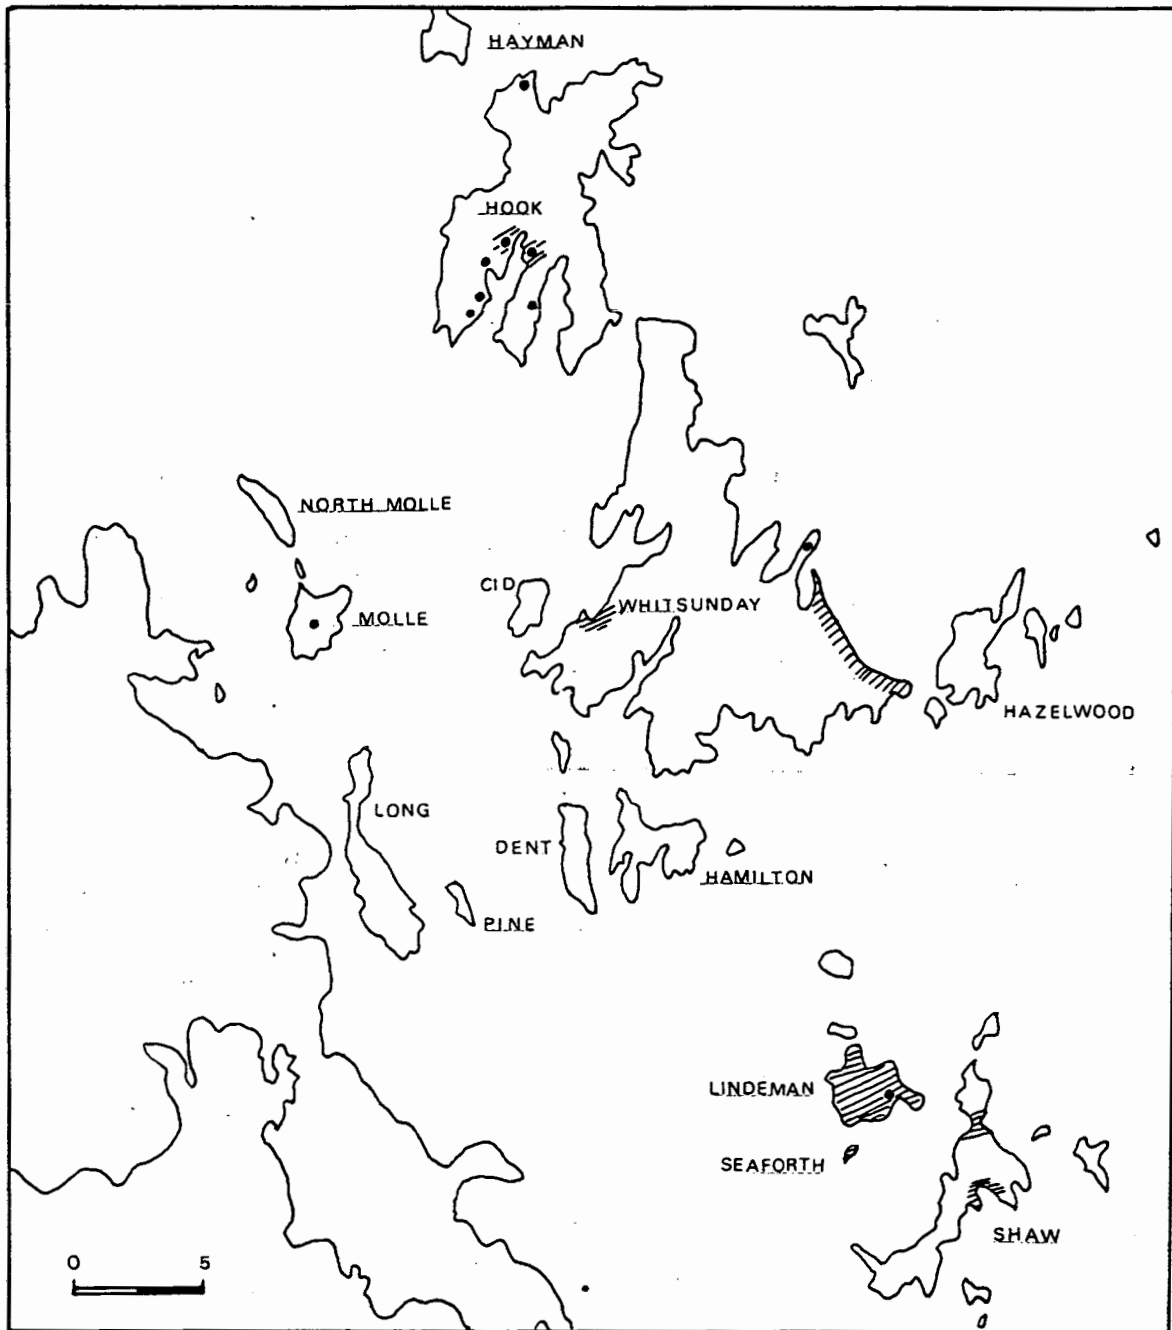 HAYMAN
HOOK
NORTH MOLLE
CID
WHITSUNDAY
MOLLE
HAZELWOOD
LONG
DENT
HAMILTON
PINE
LINDEMAN
SEAFORTH
SHAW
0 5